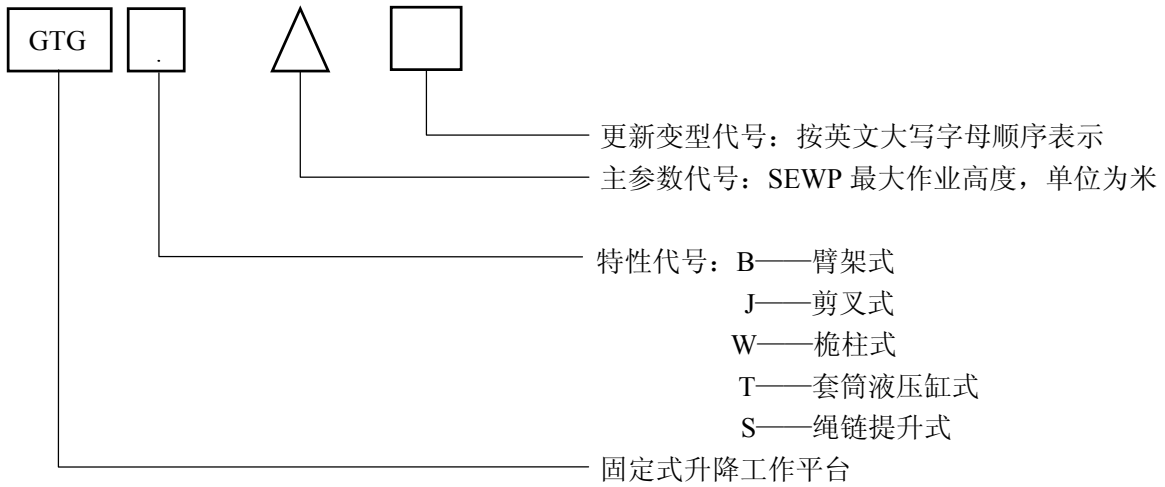 GTG
更新变型代号：按英文大写字母顺序表示
主参数代号：SEWP 最大作业高度，单位为米
特性代号：B——臂架式
J——剪叉式
W——桅柱式
T——套筒液压缸式
S——绳链提升式
固定式升降工作平台